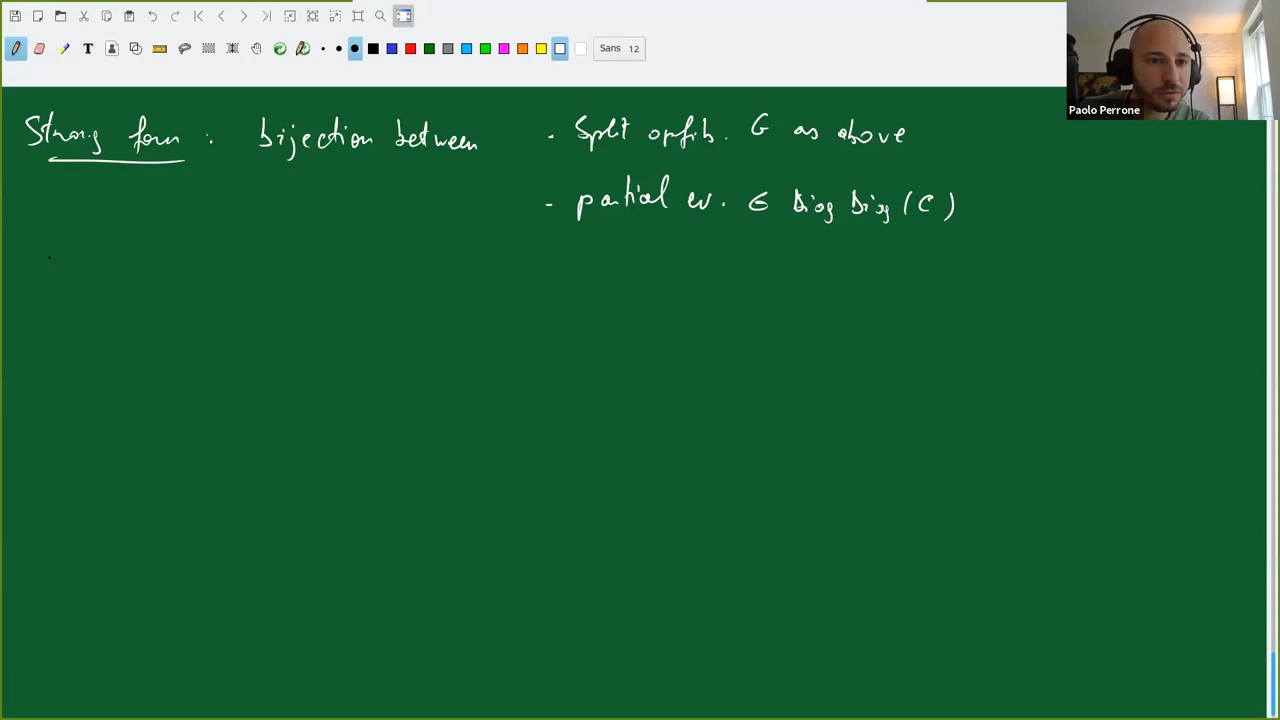 Sans 12
Paolo Perrone
Strong form : bijection between · Split opfib. G as above
- partial ev. ∈ Diag Diag (C)